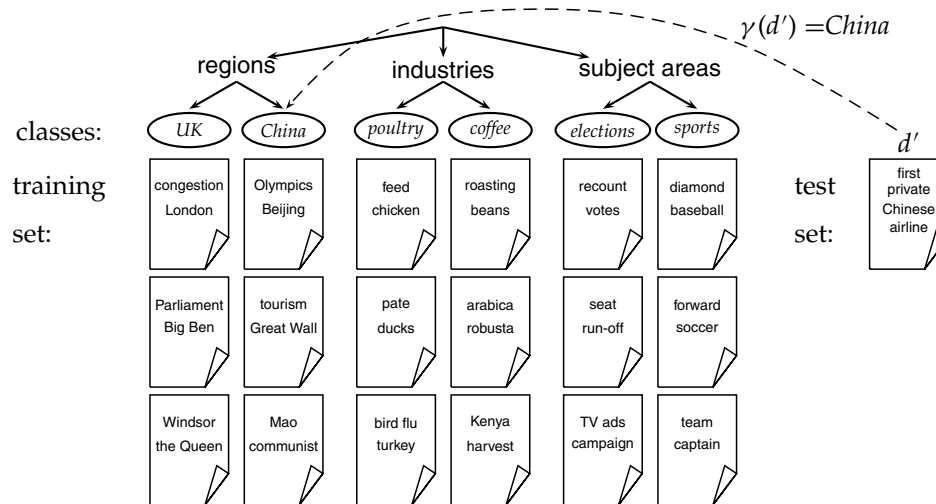 γ(d′) =China
regions industries subject areas
classes: UK China poultry coffee elections sports d′
training set:
congestion London
Olympics Beijing
feed chicken
roasting beans
recount votes
diamond baseball
test set:
first private Chinese airline
Parliament Big Ben
tourism Great Wall
pate ducks
arabica robusta
seat run-off
forward soccer
Windsor the Queen
Mao communist
bird flu turkey
Kenya harvest
TV ads campaign
team captain